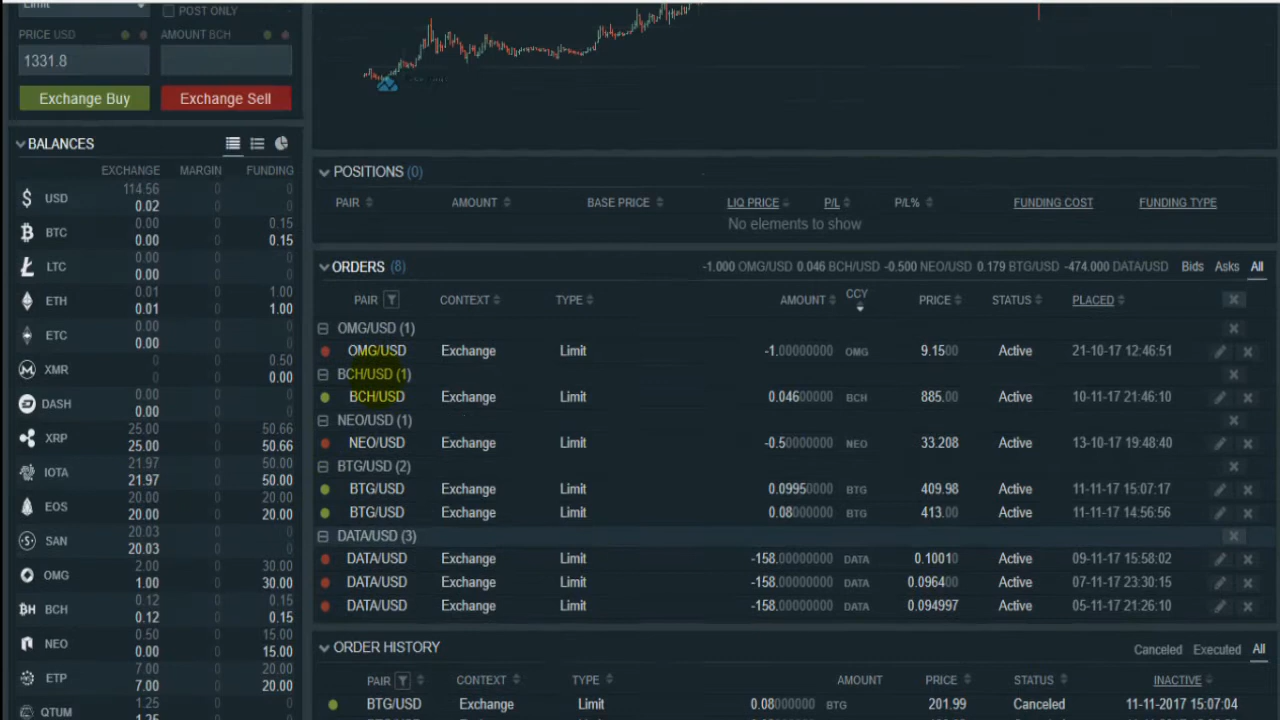 Limit
POST ONLY
PRICE USD AMOUNT BCH
1331.8
Exchange Buy Exchange Sell
BALANCES
EXCHANGE MARGIN FUNDING
114.56 0 0
USD 0.02 0 0
0.00 0 0.15
BTC 0.00 0 0.15
0.00 0 0
LTC 0.00 0 0
0.01 0 1.00
ETH 0.01 0 1.00
0.00 0 0
ETC 0.00 0 0
0 0 0.50
XMR 0.00 0 0.00
0.00 0 0
DASH 0.00 0 0
25.00 0 50.66
XRP 25.00 0 50.66
21.97 0 50.00
IOTA 21.97 0 50.00
20.00 0 20.00
EOS 20.00 0 20.00
20.03 0 0
SAN 20.03 0 0
2.00 0 30.00
OMG 1.00 0 30.00
0.12 0 0.15
BCH 0.12 0 0.15
0.50 0 15.00
NEO 0.00 0 15.00
7.00 0 20.00
ETP 7.00 0 20.00
1.25 0 0
QTUM 1.25 0 0
POSITIONS (0)
PAIR AMOUNT BASE PRICE LIQ PRICE P/L P/L% FUNDING COST FUNDING TYPE
No elements to show
ORDERS (8) -1.000 OMG/USD 0.046 BCH/USD -0.500 NEO/USD 0.179 BTG/USD -474.000 DATA/USD Bids Asks All
PAIR CONTEXT TYPE AMOUNT CCY PRICE STATUS PLACED
OMG/USD (1)
OMG/USD Exchange Limit -1.00000000 OMG 9.1500 Active 21-10-17 12:46:51
BCH/USD (1)
BCH/USD Exchange Limit 0.04600000 BCH 885.00 Active 10-11-17 21:46:10
NEO/USD (1)
NEO/USD Exchange Limit -0.50000000 NEO 33.208 Active 13-10-17 19:48:40
BTG/USD (2)
BTG/USD Exchange Limit 0.09950000 BTG 409.98 Active 11-11-17 15:07:17
BTG/USD Exchange Limit 0.08000000 BTG 413.00 Active 11-11-17 14:56:56
DATA/USD (3)
DATA/USD Exchange Limit -158.00000000 DATA 0.10010 Active 09-11-17 15:58:02
DATA/USD Exchange Limit -158.00000000 DATA 0.096400 Active 07-11-17 23:30:15
DATA/USD Exchange Limit -158.00000000 DATA 0.094997 Active 05-11-17 21:26:10
ORDER HISTORY Canceled Executed All
PAIR CONTEXT TYPE AMOUNT PRICE STATUS INACTIVE
BTG/USD Exchange Limit 0.08000000 BTG 201.99 Canceled 11-11-2017 15:07:04